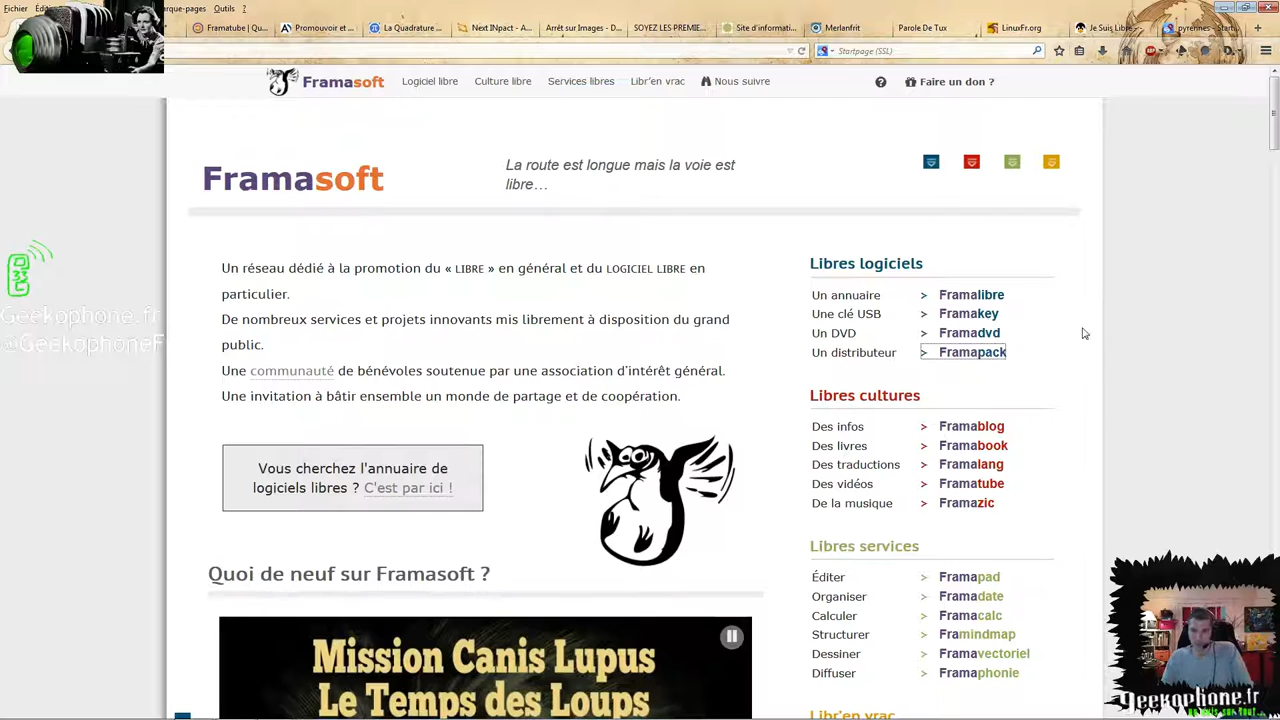 Fichier
rque-pages Outils ?
Framatube | Qu...
Promouvoir et ...
La Quadrature ...
Next INpact - A...
Arrêt sur Images - D...
SOYEZ LES PREMIE...
Site d'informati...
Merlanfrit
Parole De Tux
LinuxFr.org
Je Suis Libre...
pyrennes - Start...
Startpage (SSL)
Framasoft
Logiciel libre
Culture libre
Services libres
Libr'en vrac
Nous suivre
Faire un don ?
Framasoft
La route est longue mais la voie est
libre…
Un réseau dédié à la promotion du « LIBRE » en général et du LOGICIEL LIBRE en
particulier.
De nombreux services et projets innovants mis librement à disposition du grand
public.
Une communauté de bénévoles soutenue par une association d'intérêt général.
Une invitation à bâtir ensemble un monde de partage et de coopération.
Vous cherchez l'annuaire de
logiciels libres ? C'est par ici !
Quoi de neuf sur Framasoft ?
Mission Canis Lupus
Le Temps des Loups
Libres logiciels
Un annuaire > Framalibre
Une clé USB > Framakey
Un DVD > Framadvd
Un distributeur > Framapack
Libres cultures
Des infos > Framablog
Des livres > Framabook
Des traductions > Framalang
Des vidéos > Framatube
De la musique > Framazic
Libres services
Éditer > Framapad
Organiser > Framadate
Calculer > Framacalc
Structurer > Framindmap
Dessiner > Framavectoriel
Diffuser > Framaphonie
Libr'en vrac
Geekophone.fr
@GeekophoneF
Geekophone.fr